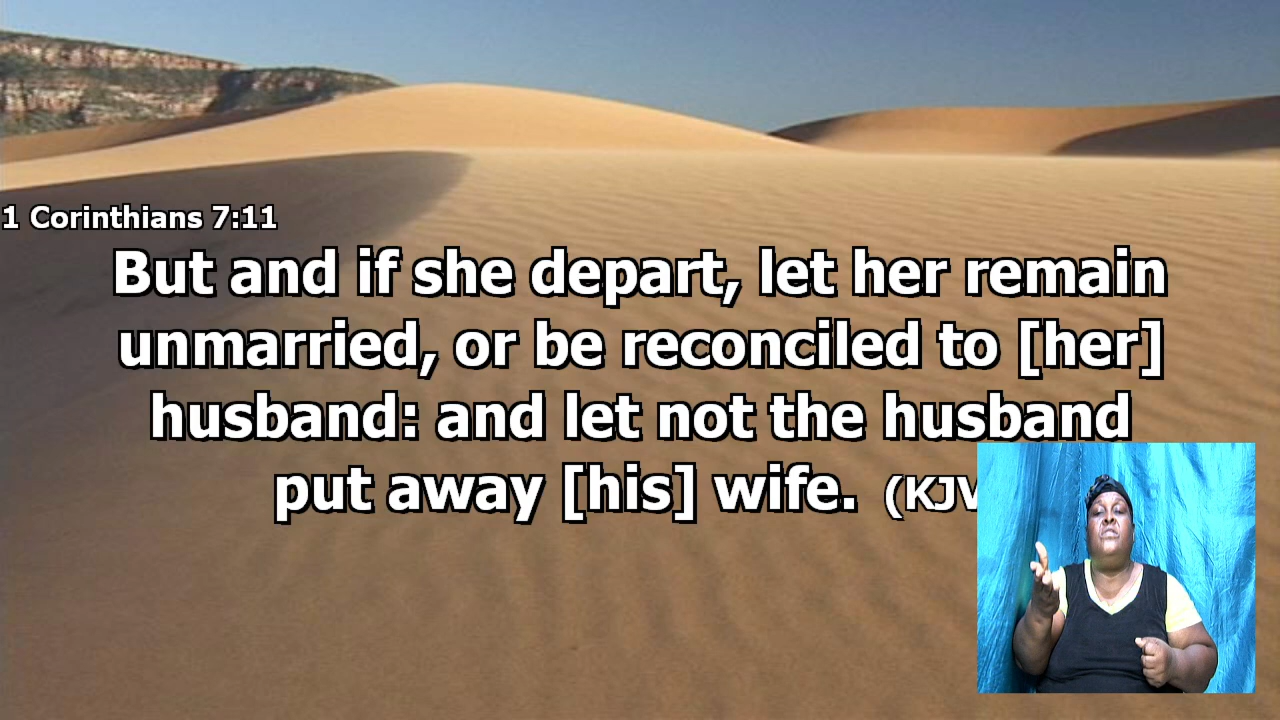 1 Corinthians 7:11
But and if she depart, let her remain
unmarried, or be reconciled to [her]
husband: and let not the husband
put away [his] wife. (KJV